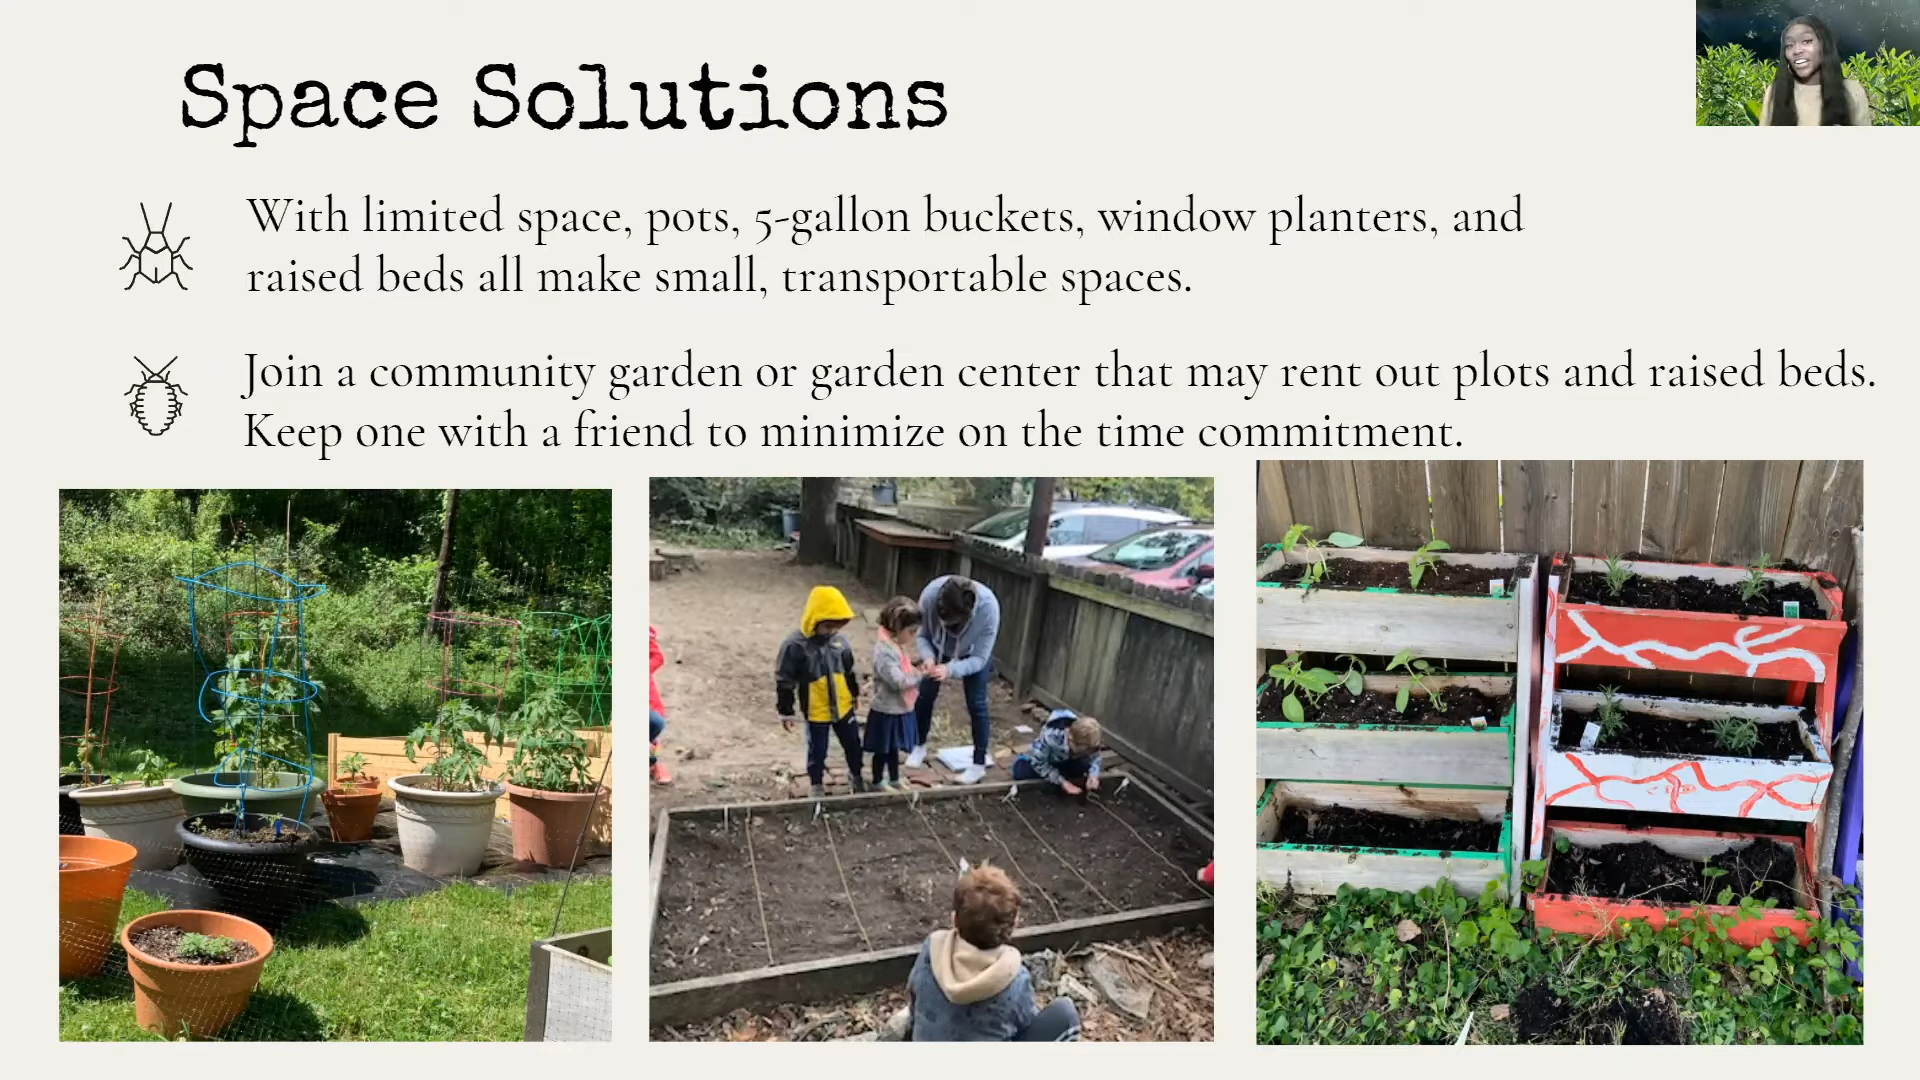 Space Solutions
With limited space, pots, 5-gallon buckets, window planters, and
raised beds all make small, transportable spaces.
Join a community garden or garden center that may rent out plots and raised beds.
Keep one with a friend to minimize on the time commitment.